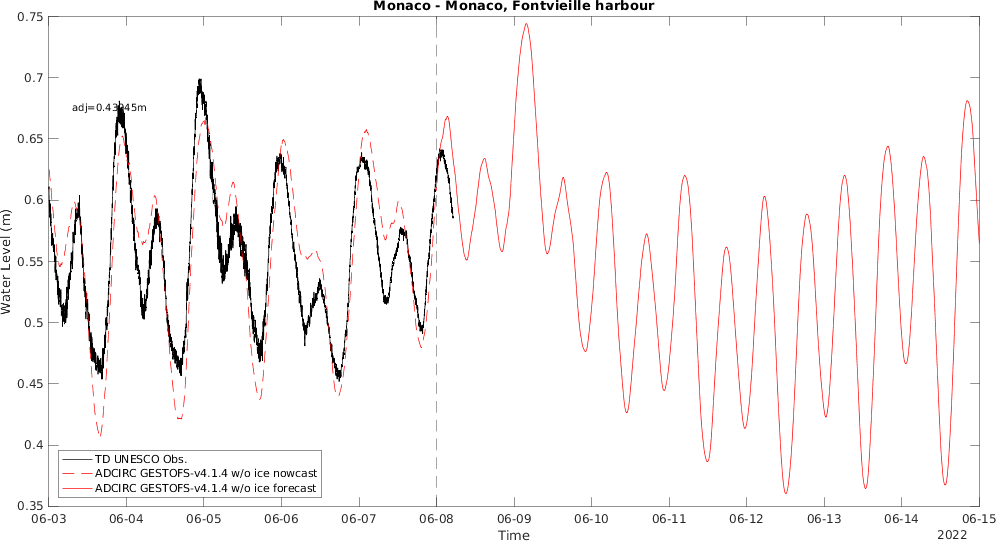 Monaco - Monaco, Fontvieille harbour
0.75
0.7
0.65
0.6
0.55
0.5
0.45
0.4
0.35
Water Level (m)
TD UNESCO Obs.
ADCIRC GESTOFS-v4.1.4 w/o ice nowcast
ADCIRC GESTOFS-v4.1.4 w/o ice forecast
06-03 06-04 06-05 06-06 06-07 06-08 06-09 06-10 06-11 06-12 06-13 06-14 06-15
Time
2022